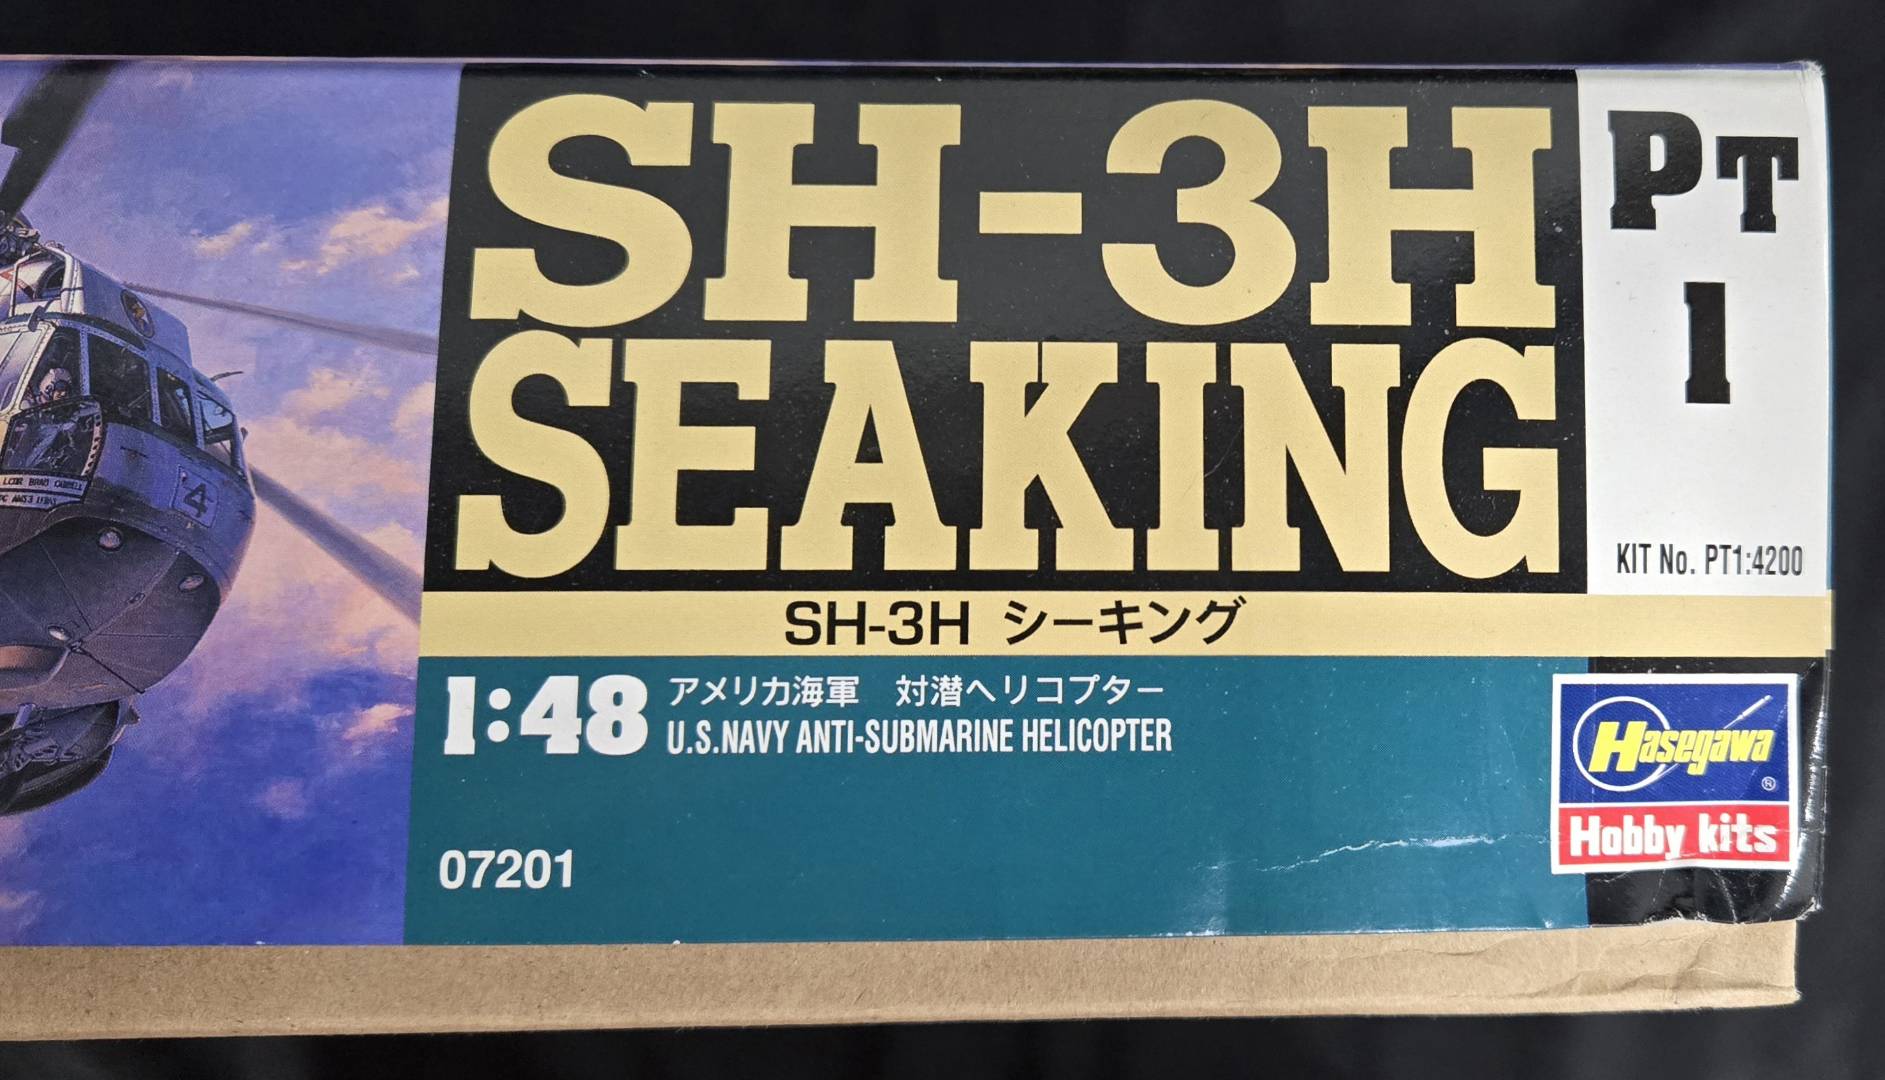 SH-3H
SEAKING
PT
1
KIT No. PT1:4200
SH-3H シーキング
1:48
アメリカ海軍　対潜ヘリコプター
U.S.NAVY ANTI-SUBMARINE HELICOPTER
07201
Hasegawa®
Hobby kits
LCDR BRAD
4